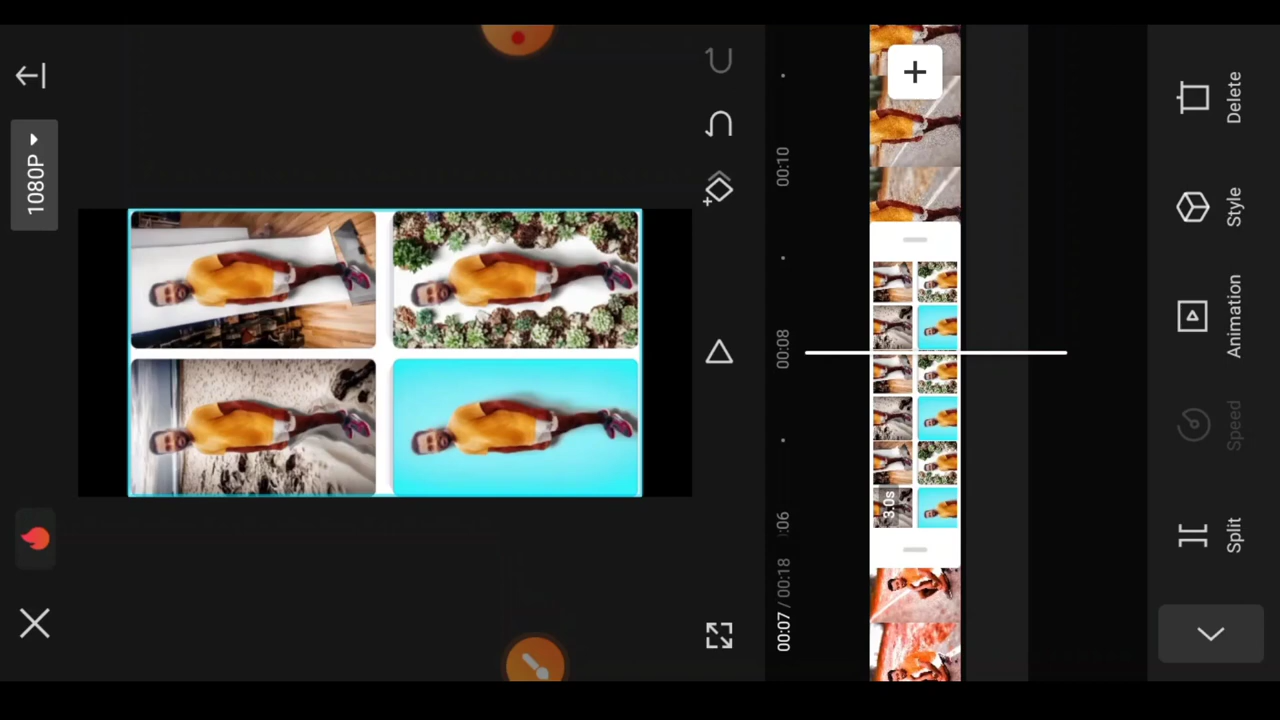 1080P
00:07 / 00:18
:06
00:08
00:10
3.0s
Split
Speed
Animation
Style
Delete